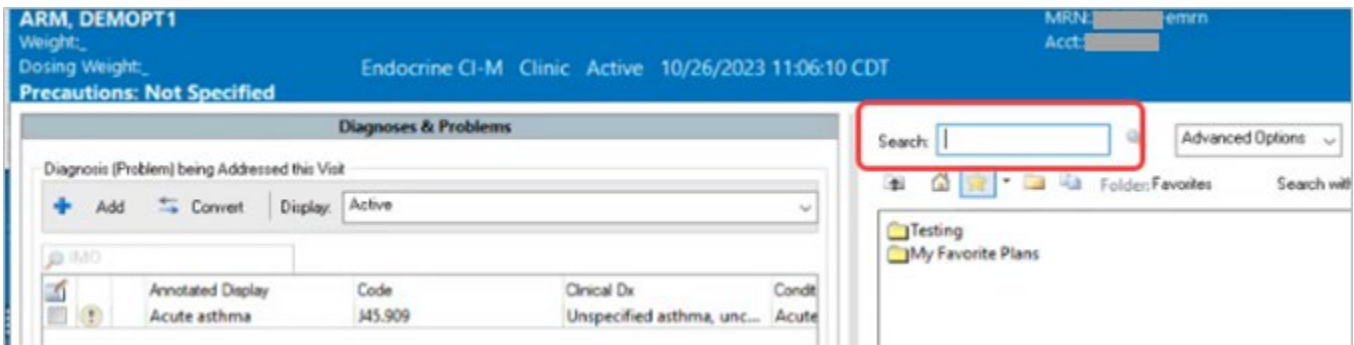 ARM, DEMOPT1
MRN: emrn
Weight:_
Acct:
Dosing Weight:_
Endocrine CI-M Clinic Active 10/26/2023 11:06:10 CDT
Precautions: Not Specified
Diagnoses & Problems
Search:
Advanced Options
Diagnosis (Problem) being Addressed this Visit
Add Convert Display: Active
Folder: Favorites
Search with
IMO
Testing
My Favorite Plans
Annotated Display Code Clinical Dx Condit
Acute asthma J45.909 Unspecified asthma, unc... Acute